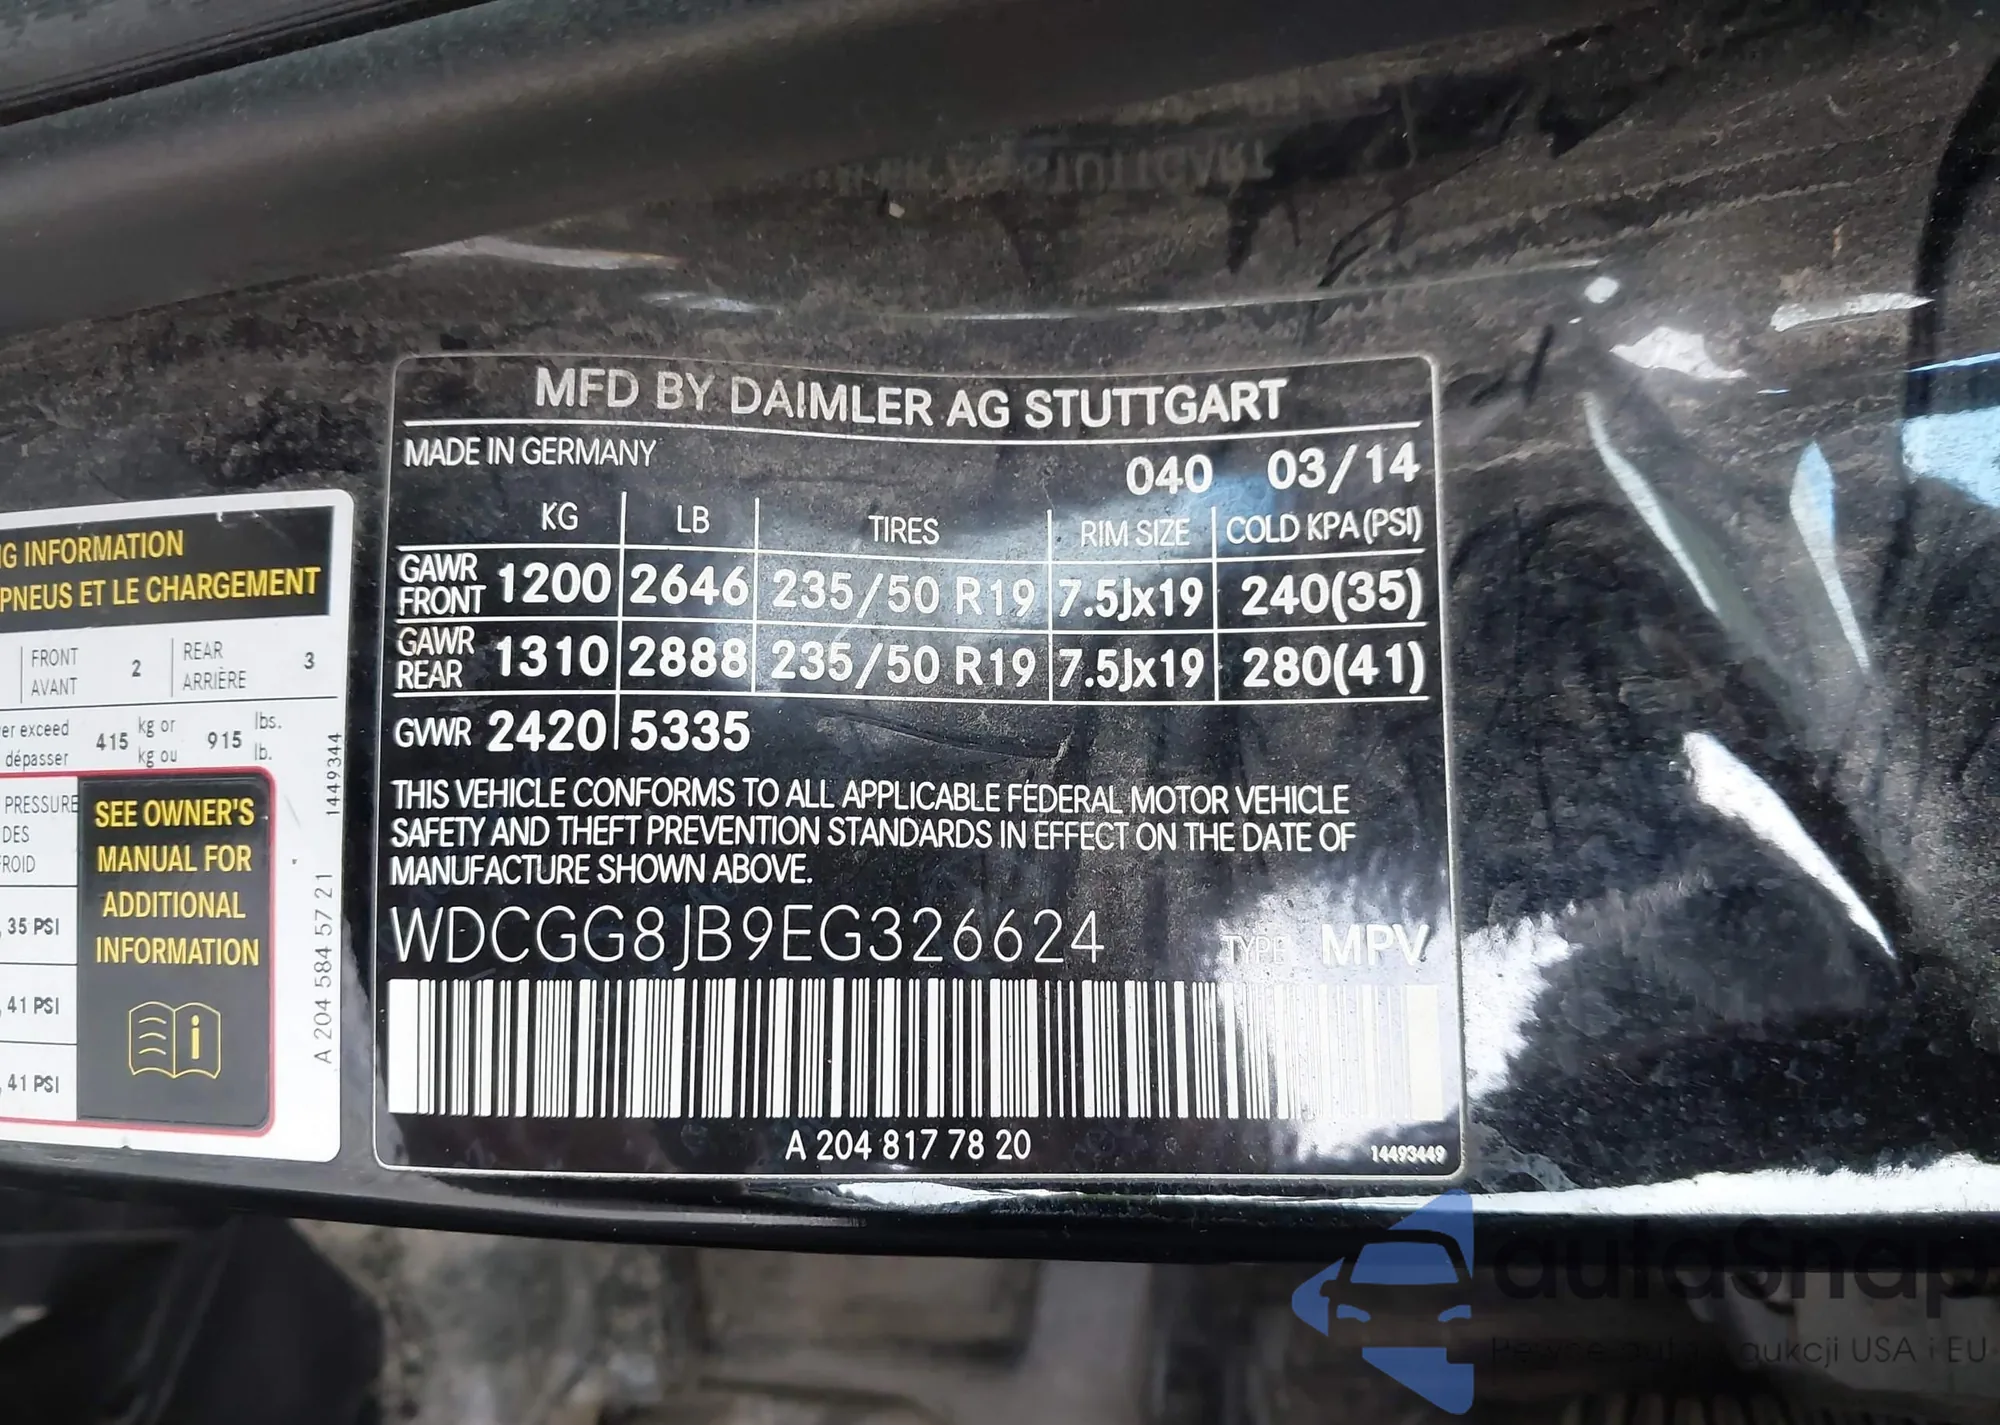 MFD BY DAIMLER AG STUTTGART
MADE IN GERMANY
040 03/14
KG LB TIRES RIM SIZE COLD KPA (PSI)
GAWR FRONT 1200 2646 235/50 R19 7.5Jx19 240(35)
GAWR REAR 1310 2888 235/50 R19 7.5Jx19 280(41)
GVWR 2420 5335
THIS VEHICLE CONFORMS TO ALL APPLICABLE FEDERAL MOTOR VEHICLE
SAFETY AND THEFT PREVENTION STANDARDS IN EFFECT ON THE DATE OF
MANUFACTURE SHOWN ABOVE.
WDCGG8JB9EG326624 TYPE MPV
A 204 817 78 20
14493449
INFORMATION
PNEUS ET LE CHARGEMENT
FRONT 2 REAR 3
AVANT ARRIÈRE
exceed 415 kg or 915 lbs.
dépasser kg ou lb.
PRESSURE
DES
35 PSI
41 PSI
41 PSI
SEE OWNER'S
MANUAL FOR
ADDITIONAL
INFORMATION
A 204 584 57 21
1449344
autoSnap
aukcji USA i EU